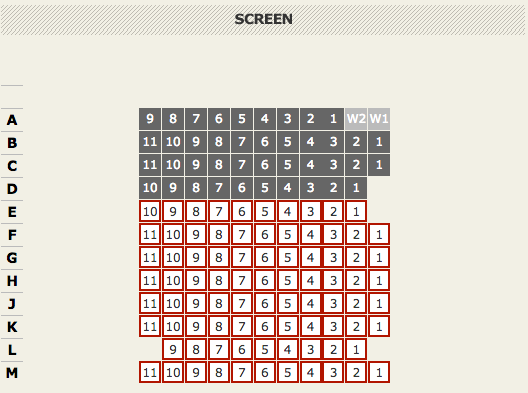 SCREEN
A 9 8 7 6 5 4 3 2 1 W2 W1
B 11 10 9 8 7 6 5 4 3 2 1
C 11 10 9 8 7 6 5 4 3 2 1
D 10 9 8 7 6 5 4 3 2 1
E 10 9 8 7 6 5 4 3 2 1
F 11 10 9 8 7 6 5 4 3 2 1
G 11 10 9 8 7 6 5 4 3 2 1
H 11 10 9 8 7 6 5 4 3 2 1
J 11 10 9 8 7 6 5 4 3 2 1
K 11 10 9 8 7 6 5 4 3 2 1
L 9 8 7 6 5 4 3 2 1
M 11 10 9 8 7 6 5 4 3 2 1